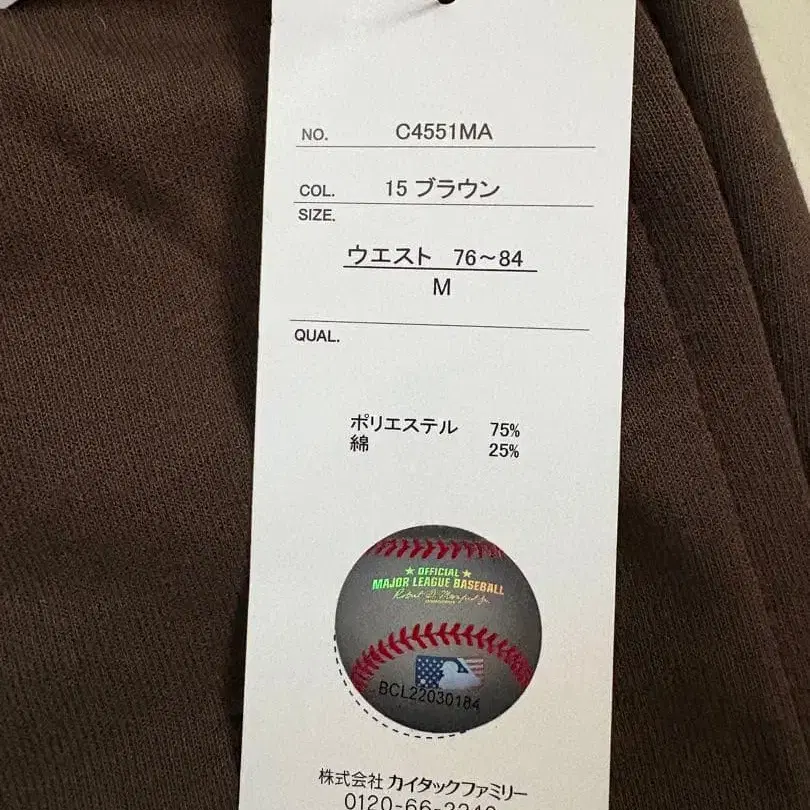 NO. C4551MA
COL. 15 ブラウン
SIZE.
ウエスト 76～84
M
QUAL.
ポリエステル 75%
綿 25%
★ OFFICIAL ★
MAJOR LEAGUE BASEBALL
BCL22030184
株式会社 カイタックファミリー
0120-66-